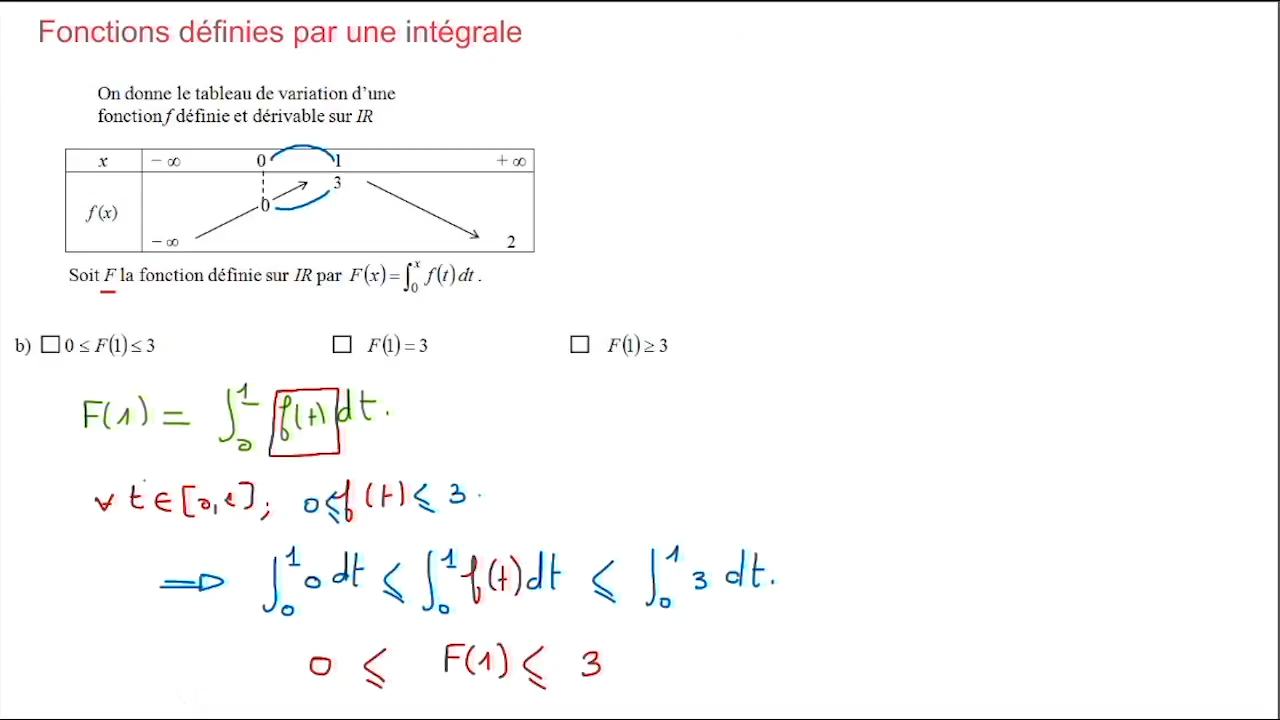 Fonctions définies par une intégrale
On donne le tableau de variation d'une
fonction f définie et dérivable sur IR
x − ∞ 0 1 + ∞
3
0
f (x)
− ∞ 2
Soit F la fonction définie sur IR par F(x) = ∫₀ˣ f(t) dt .
b) ☐ 0 ≤ F(1) ≤ 3 ☐ F(1) = 3 ☐ F(1) ≥ 3
F(1) = ∫₀¹ f(t) dt.
∀ t ∈ [0,1]; 0 ≤ f(t) ≤ 3.
⇒ ∫₀¹ 0 dt ≤ ∫₀¹ f(t) dt ≤ ∫₀¹ 3 dt.
0 ≤ F(1) ≤ 3